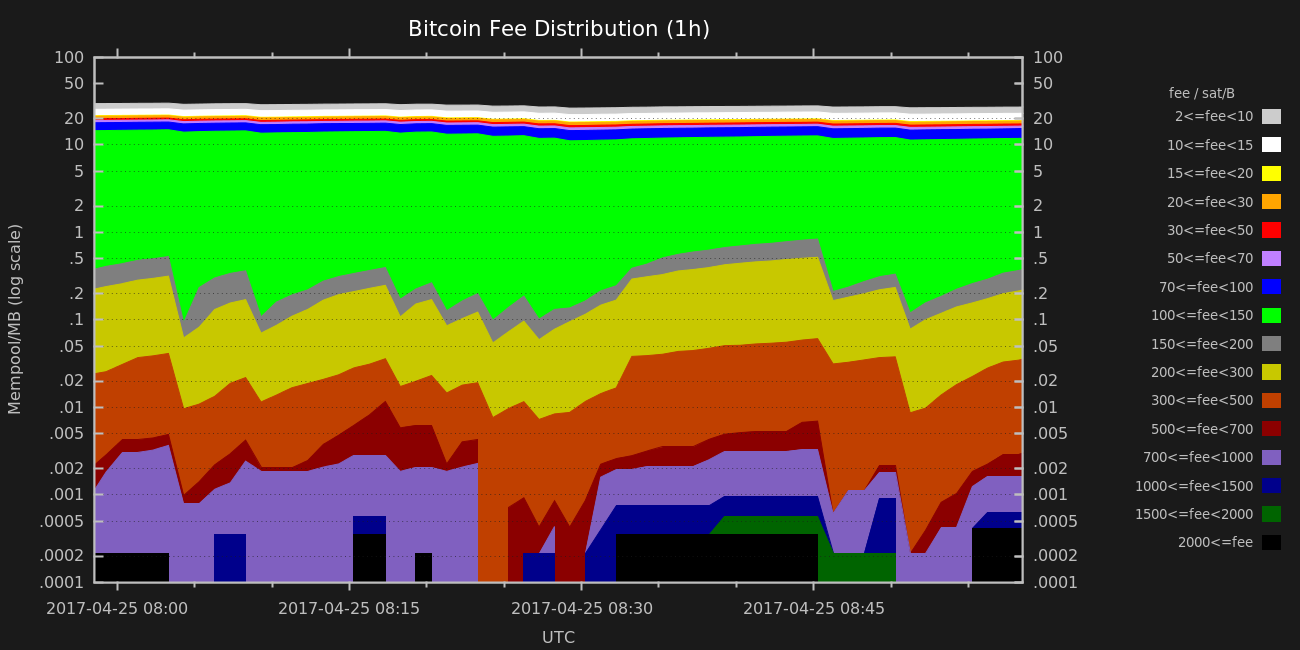 Bitcoin Fee Distribution (1h)
Mempool/MB (log scale)
100
50
20
10
5
2
1
.5
.2
.1
.05
.02
.01
.005
.002
.001
.0005
.0002
.0001
100
50
20
10
5
2
1
.5
.2
.1
.05
.02
.01
.005
.002
.001
.0005
.0002
.0001
2017-04-25 08:00
2017-04-25 08:15
2017-04-25 08:30
2017-04-25 08:45
UTC
fee / sat/B
2<=fee<10
10<=fee<15
15<=fee<20
20<=fee<30
30<=fee<50
50<=fee<70
70<=fee<100
100<=fee<150
150<=fee<200
200<=fee<300
300<=fee<500
500<=fee<700
700<=fee<1000
1000<=fee<1500
1500<=fee<2000
2000<=fee